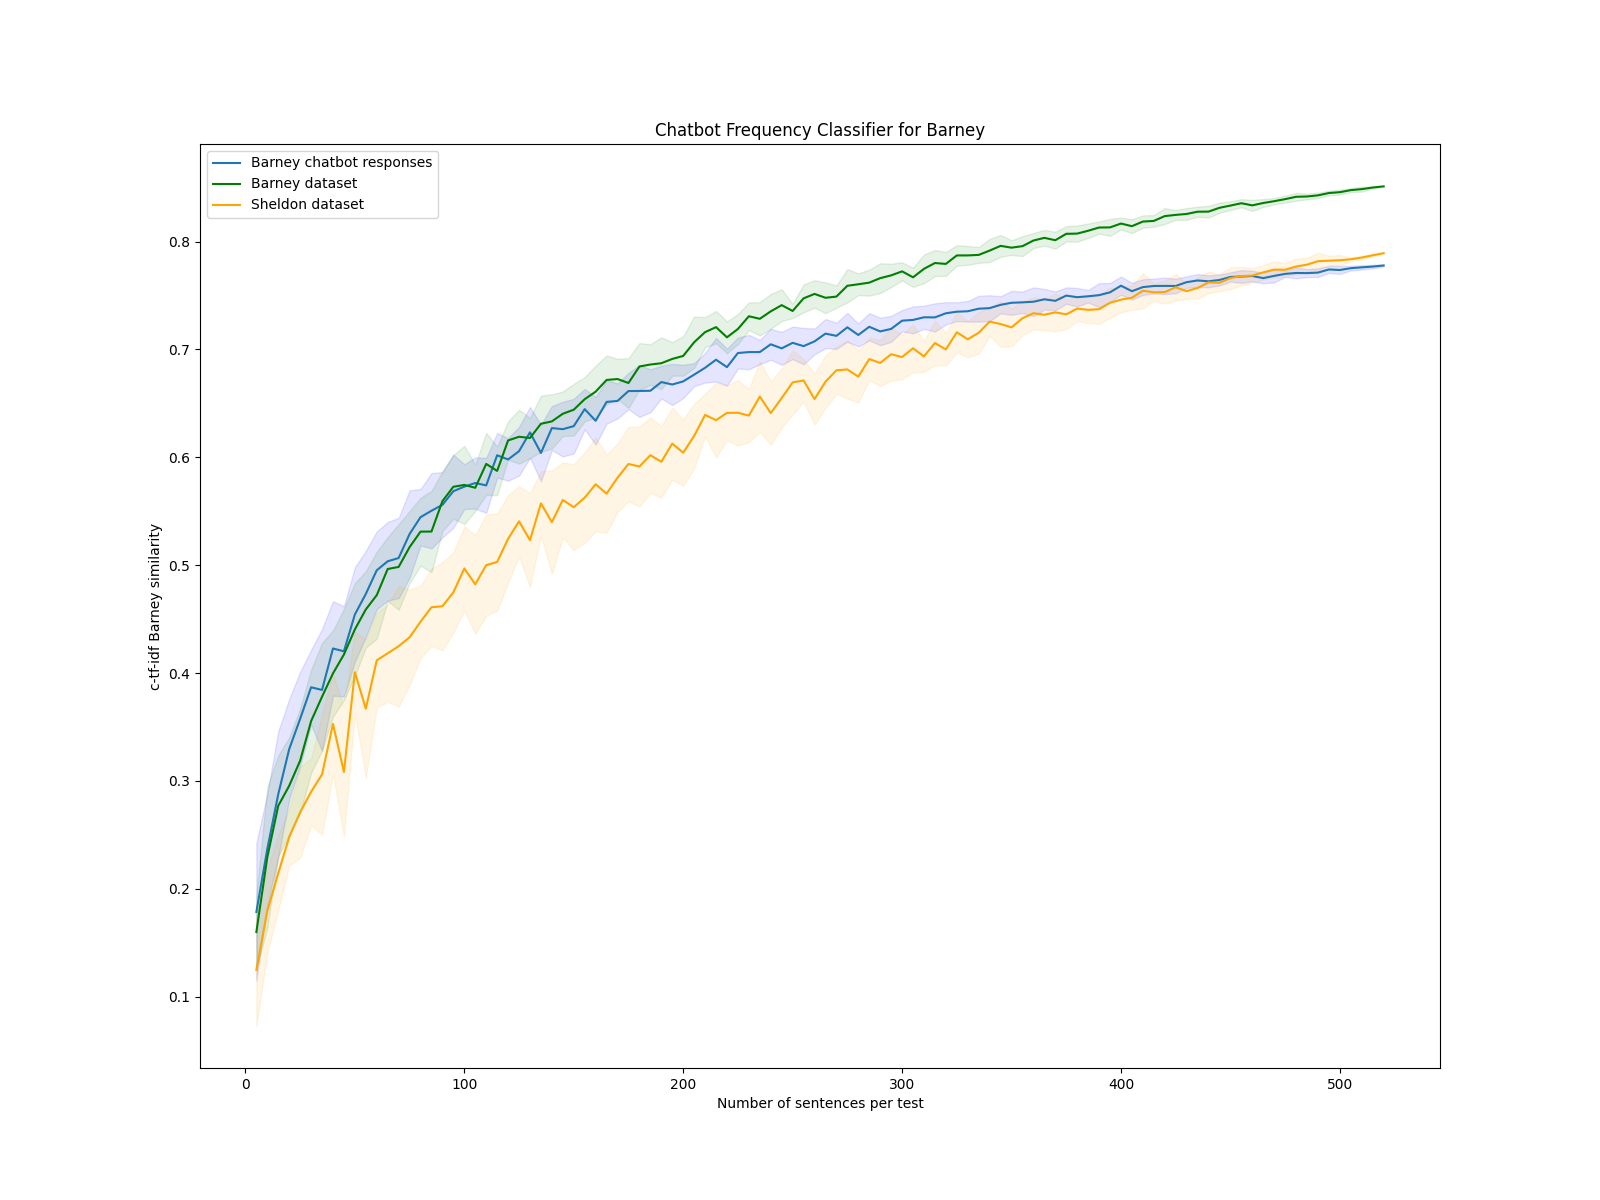 Chatbot Frequency Classifier for Barney
Barney chatbot responses
Barney dataset
Sheldon dataset
c-tf-idf Barney similarity
0.8
0.7
0.6
0.5
0.4
0.3
0.2
0.1
0 100 200 300 400 500
Number of sentences per test